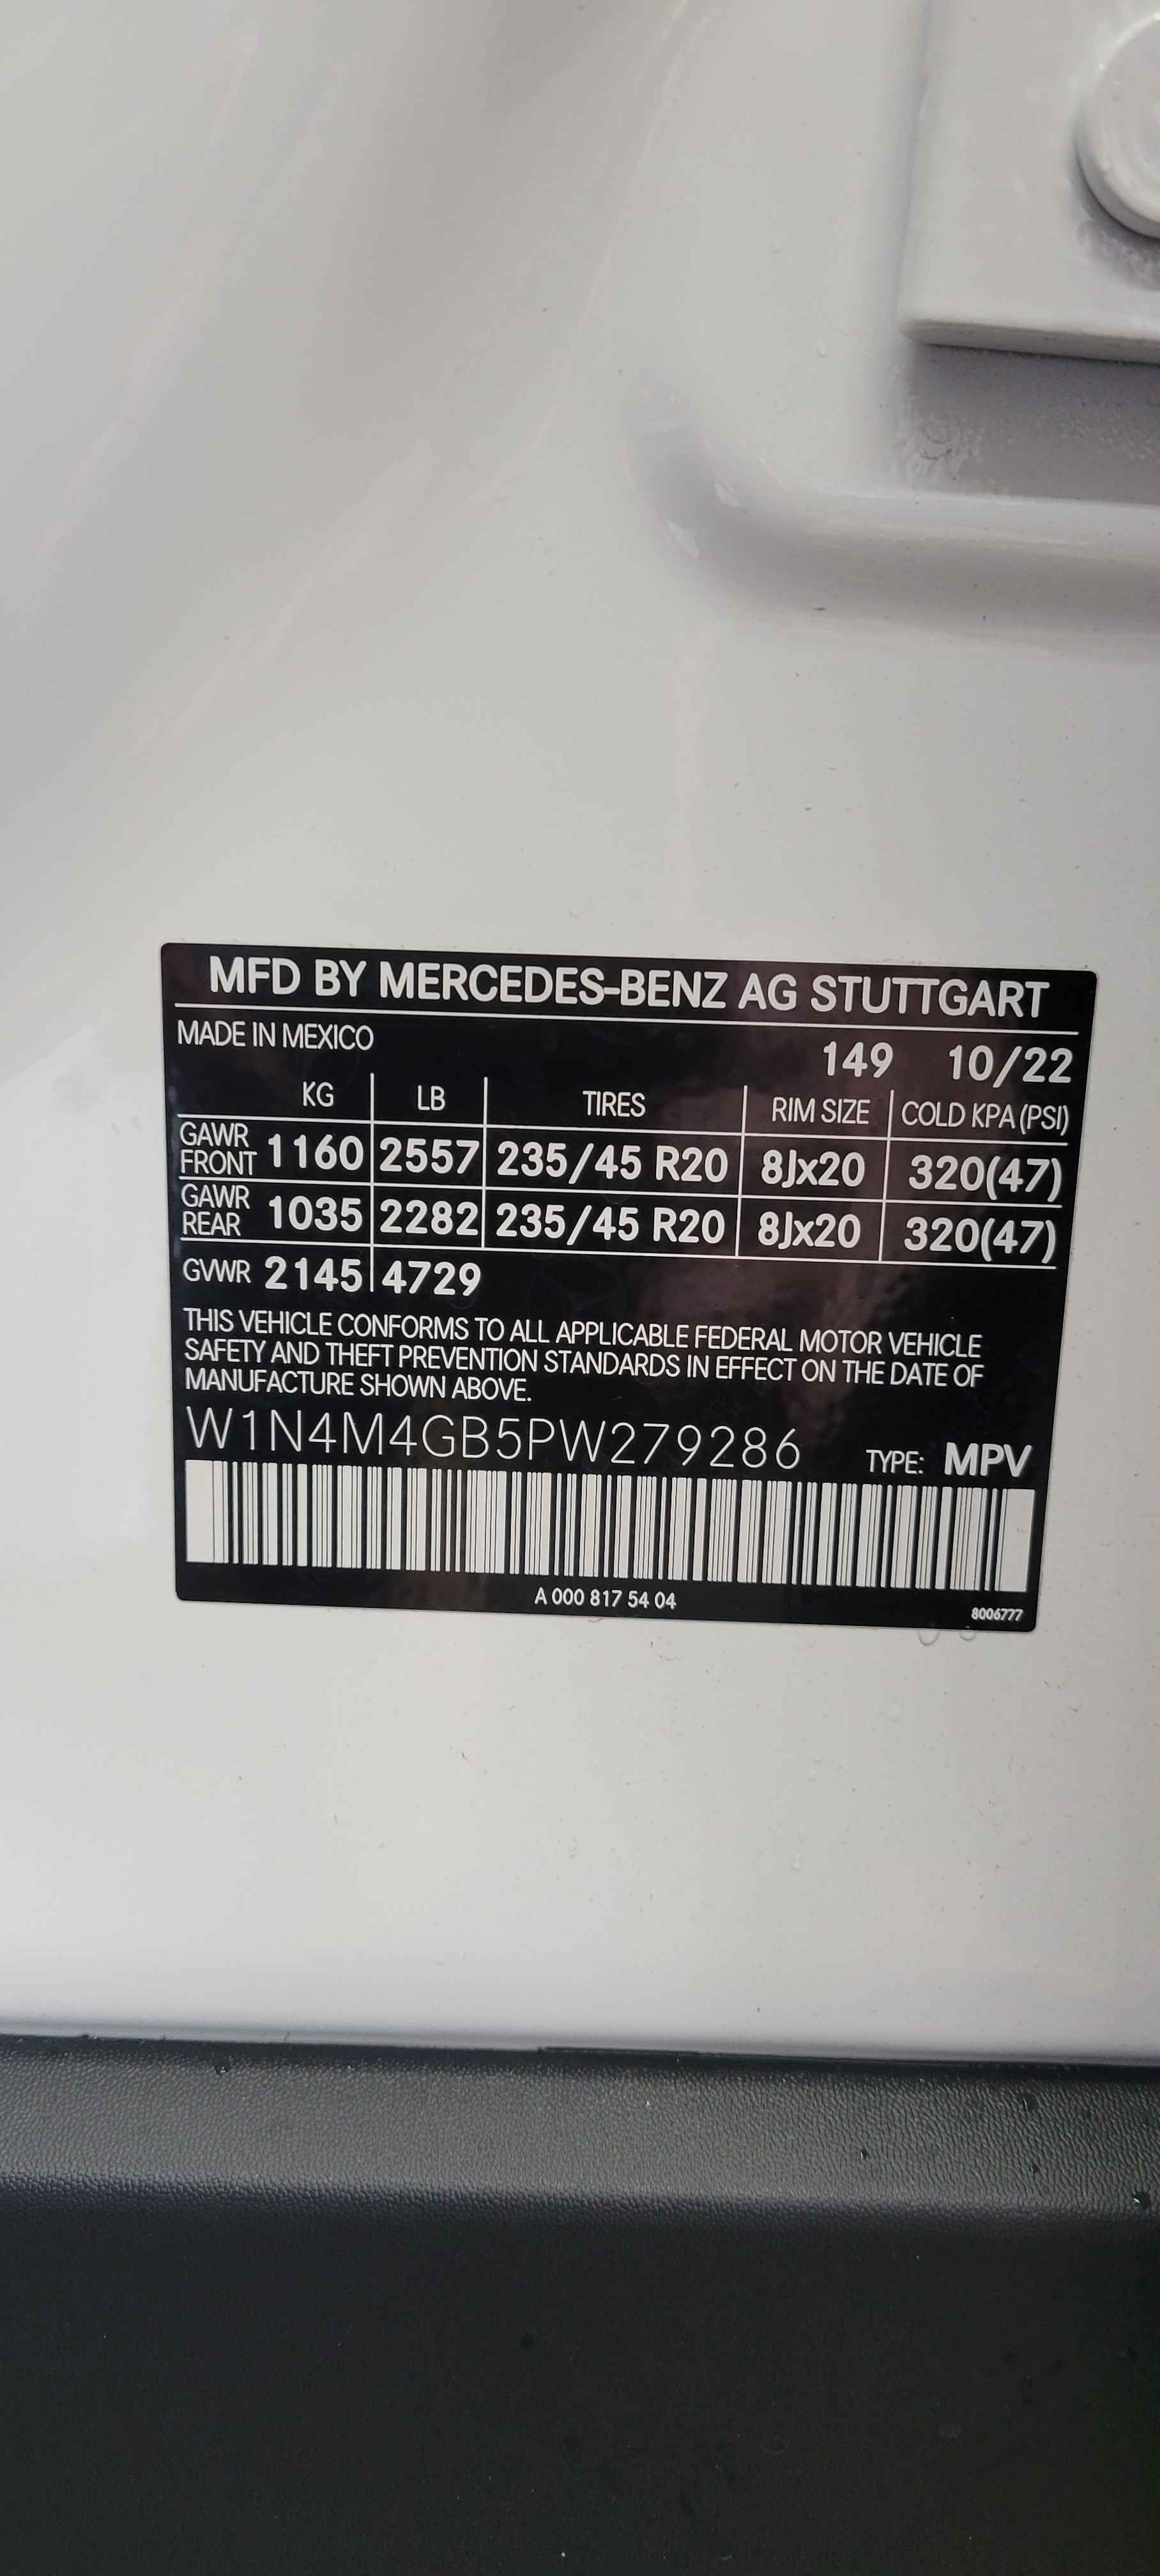 MFD BY MERCEDES-BENZ AG STUTTGART
MADE IN MEXICO
149 10/22
KG LB TIRES RIM SIZE COLD KPA (PSI)
GAWR FRONT 1160 2557 235/45 R20 8Jx20 320(47)
GAWR REAR 1035 2282 235/45 R20 8Jx20 320(47)
GVWR 2145 4729
THIS VEHICLE CONFORMS TO ALL APPLICABLE FEDERAL MOTOR VEHICLE
SAFETY AND THEFT PREVENTION STANDARDS IN EFFECT ON THE DATE OF
MANUFACTURE SHOWN ABOVE.
W1N4M4GB5PW279286 TYPE: MPV
A 000 817 54 04
8006777